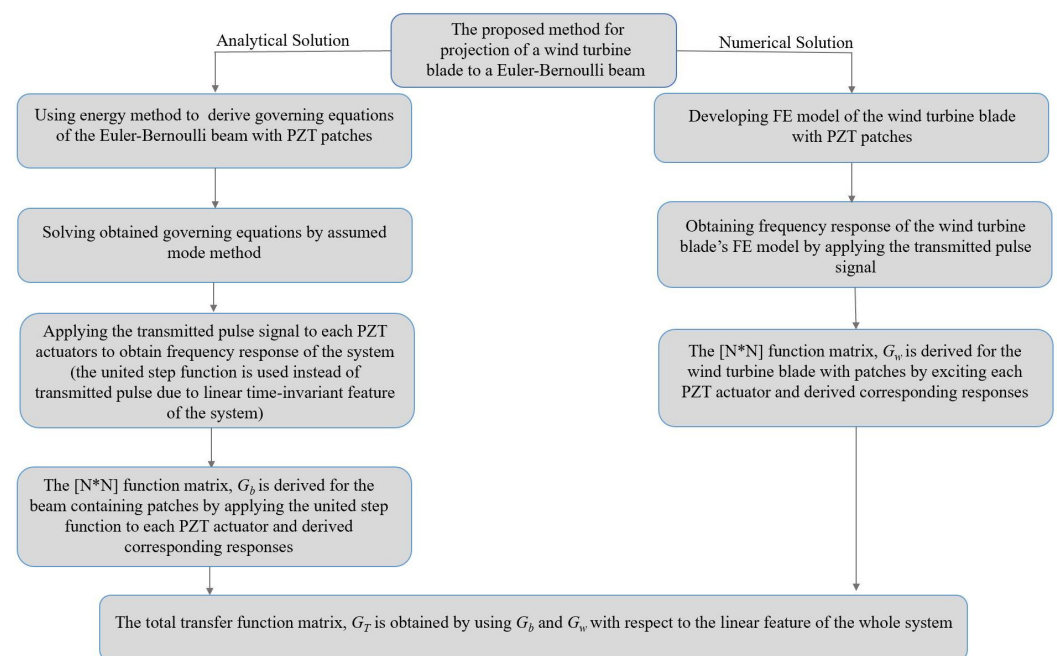 The proposed method for
projection of a wind turbine
blade to a Euler-Bernoulli beam
Analytical Solution
Numerical Solution
Using energy method to derive governing equations
of the Euler-Bernoulli beam with PZT patches
Solving obtained governing equations by assumed
mode method
Applying the transmitted pulse signal to each PZT
actuators to obtain frequency response of the system
(the united step function is used instead of
transmitted pulse due to linear time-invariant feature
of the system)
The [N*N] function matrix, G_b is derived for the
beam containing patches by applying the united step
function to each PZT actuator and derived
corresponding responses
Developing FE model of the wind turbine blade
with PZT patches
Obtaining frequency response of the wind turbine
blade’s FE model by applying the transmitted pulse
signal
The [N*N] function matrix, G_w is derived for the
wind turbine blade with patches by exciting each
PZT actuator and derived corresponding responses
The total transfer function matrix, G_T is obtained by using G_b and G_w with respect to the linear feature of the whole system